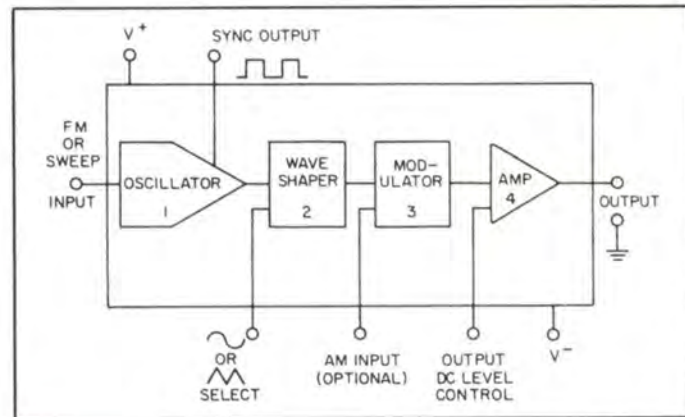 V+
SYNC OUTPUT
FM
OR
SWEEP
INPUT
OSCILLATOR
1
WAVE
SHAPER
2
MOD-
ULATOR
3
AMP
4
OUTPUT
OR
SELECT
AM INPUT
(OPTIONAL)
OUTPUT
DC LEVEL
CONTROL
V-